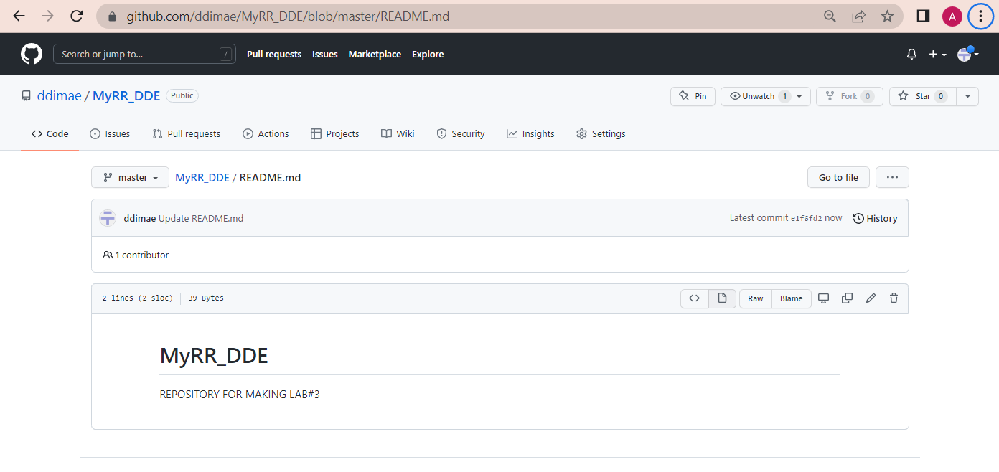 github.com/ddimae/MyRR_DDE/blob/master/README.md
A
Search or jump to... /
Pull requests Issues Marketplace Explore
ddimae / MyRR_DDE Public
Pin Unwatch 1 Fork 0 Star 0
Code Issues Pull requests Actions Projects Wiki Security Insights Settings
master MyRR_DDE / README.md Go to file
ddimae Update README.md Latest commit e1f6fd2 now History
1 contributor
2 lines (2 sloc) 39 Bytes Raw Blame
MyRR_DDE
REPOSITORY FOR MAKING LAB#3